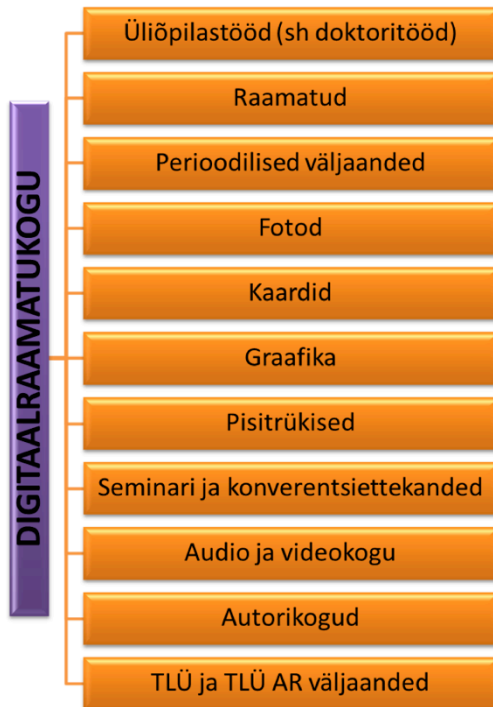 DIGITAALRAAMATUKOGU
Üliõpilastööd (sh doktoritööd)
Raamatud
Perioodilised väljaanded
Fotod
Kaardid
Graafika
Pisitrükised
Seminari ja konverentsiettekanded
Audio ja videokogu
Autorikogud
TLÜ ja TLÜ AR väljaanded